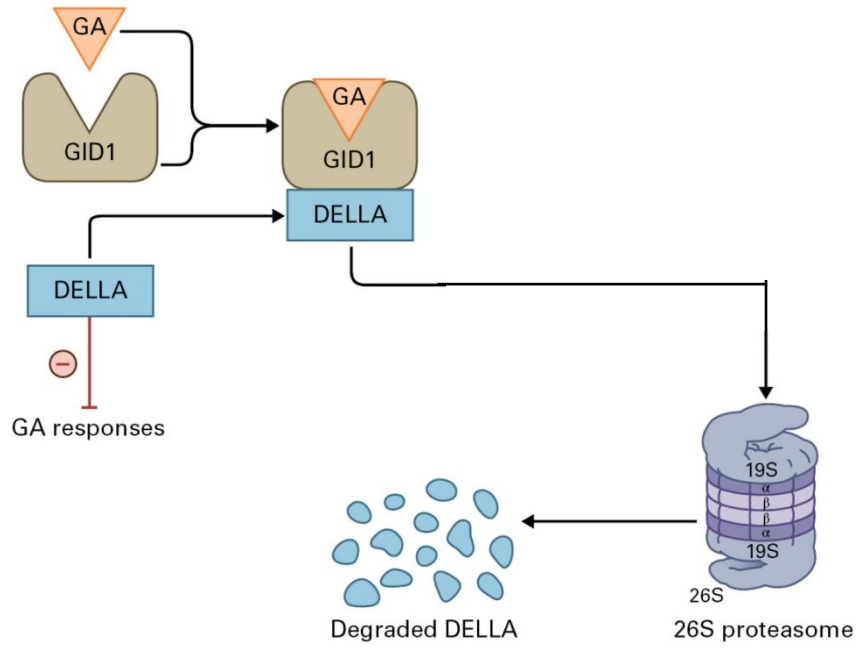 GA
GID1
GA
GID1
DELLA
DELLA
−
GA responses
19S
α
β
β
α
19S
26S
26S proteasome
Degraded DELLA